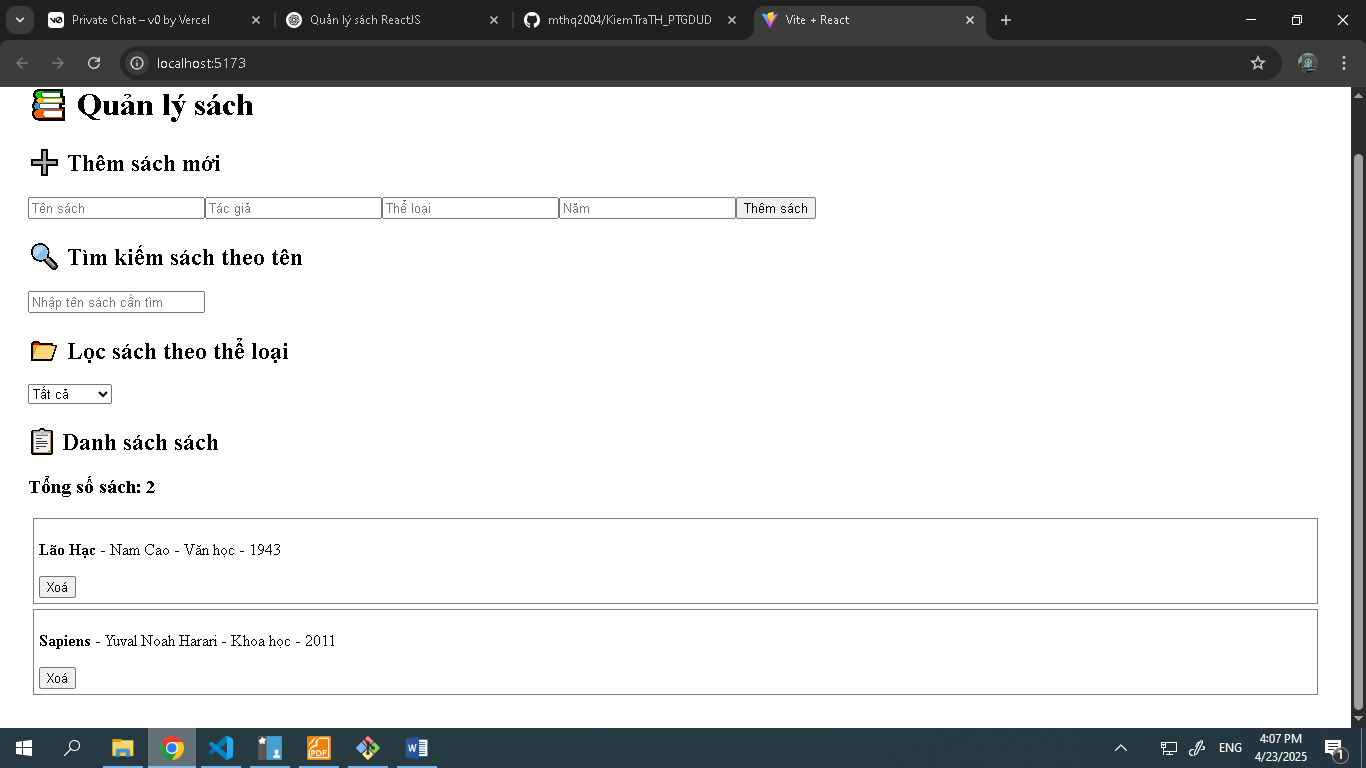 Private Chat – v0 by Vercel
Quản lý sách ReactJS
mthq2004/KiemTraTH_PTGDUD
Vite + React
localhost:5173
Quản lý sách
Thêm sách mới
Tên sách Tác giả Thể loại Năm Thêm sách
Tìm kiếm sách theo tên
Nhập tên sách cần tìm
Lọc sách theo thể loại
Tất cả
Danh sách sách
Tổng số sách: 2
Lão Hạc - Nam Cao - Văn học - 1943
Xoá
Sapiens - Yuval Noah Harari - Khoa học - 2011
Xoá
PDF
ENG
4:07 PM
4/23/2025
1